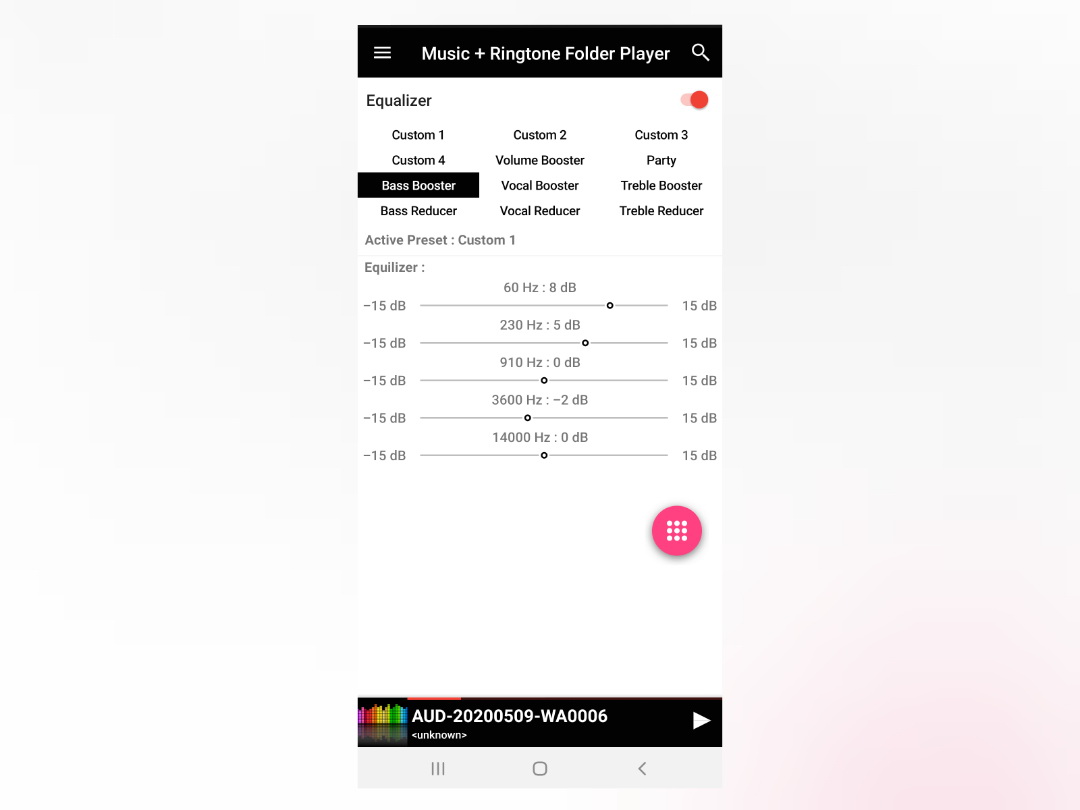 Music + Ringtone Folder Player
Equalizer
Custom 1 Custom 2 Custom 3
Custom 4 Volume Booster Party
Bass Booster Vocal Booster Treble Booster
Bass Reducer Vocal Reducer Treble Reducer
Active Preset : Custom 1
Equilizer :
60 Hz : 8 dB
−15 dB 15 dB
230 Hz : 5 dB
−15 dB 15 dB
910 Hz : 0 dB
−15 dB 15 dB
3600 Hz : −2 dB
−15 dB 15 dB
14000 Hz : 0 dB
−15 dB 15 dB
AUD-20200509-WA0006
<unknown>